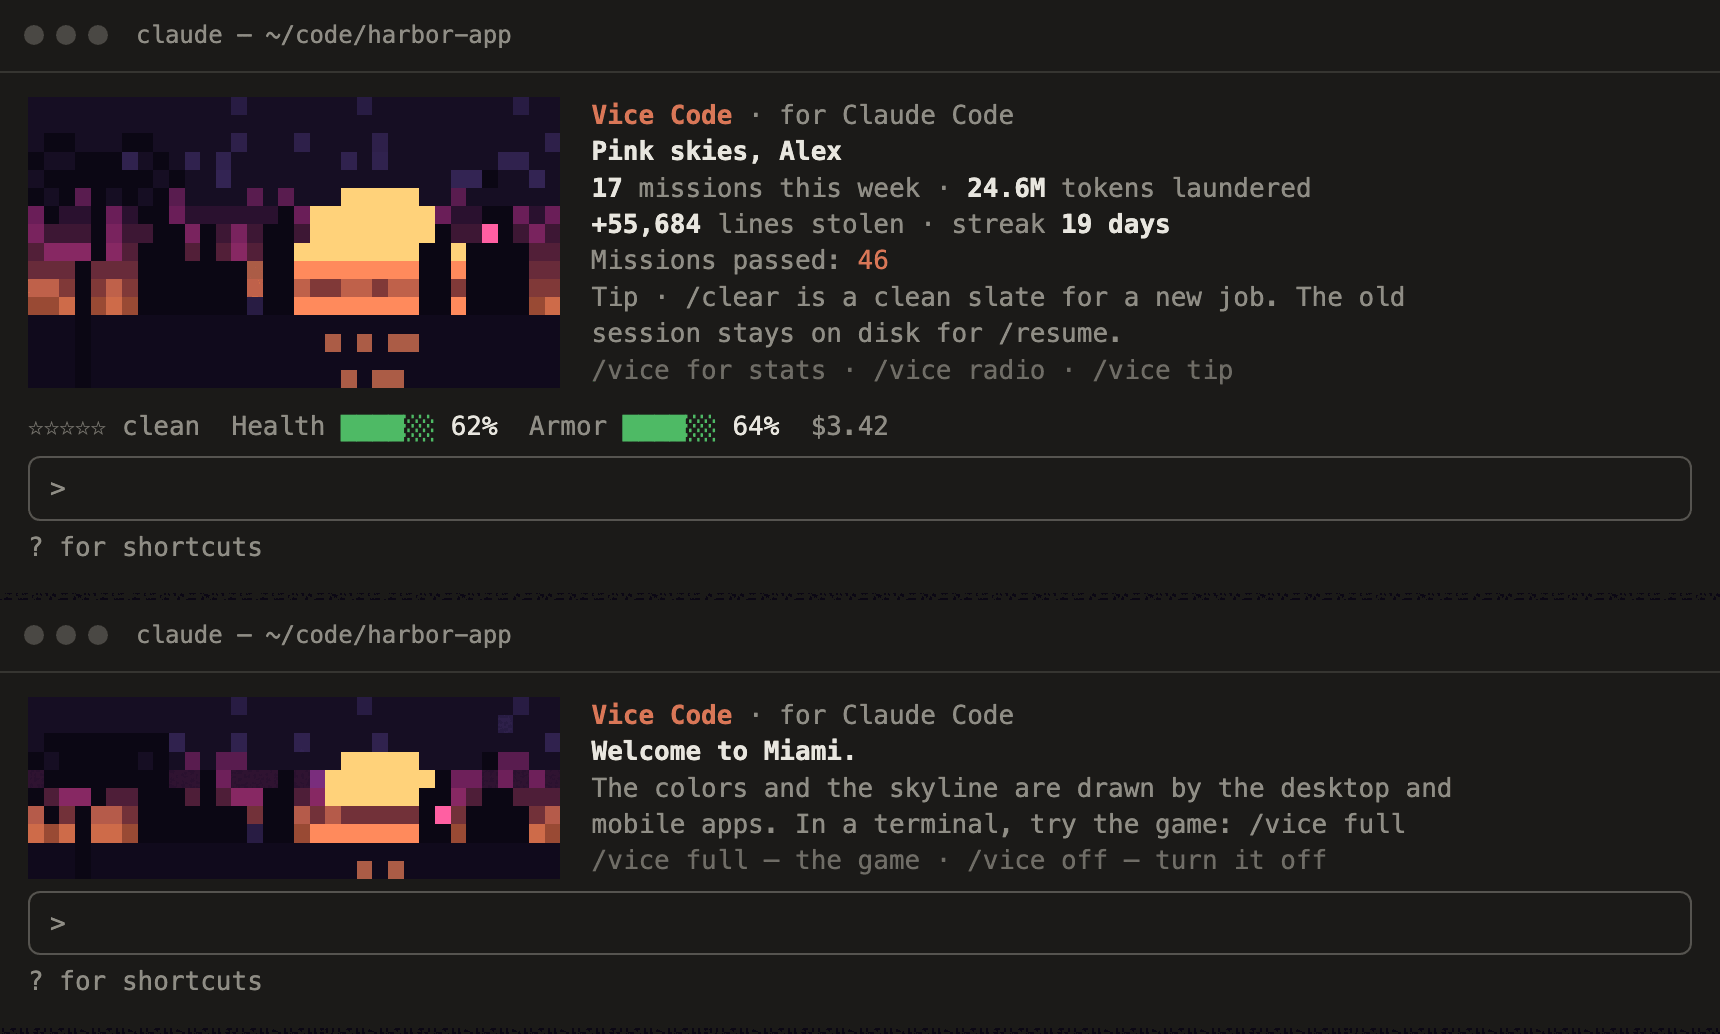 claude — ~/code/harbor-app
Vice Code · for Claude Code
Pink skies, Alex
17 missions this week · 24.6M tokens laundered
+55,684 lines stolen · streak 19 days
Missions passed: 46
Tip · /clear is a clean slate for a new job. The old
session stays on disk for /resume.
/vice for stats · /vice radio · /vice tip
☆☆☆☆☆ clean Health ████░░ 62% Armor ████░░ 64% $3.42
>
? for shortcuts
claude — ~/code/harbor-app
Vice Code · for Claude Code
Welcome to Miami.
The colors and the skyline are drawn by the desktop and
mobile apps. In a terminal, try the game: /vice full
/vice full — the game · /vice off — turn it off
>
? for shortcuts